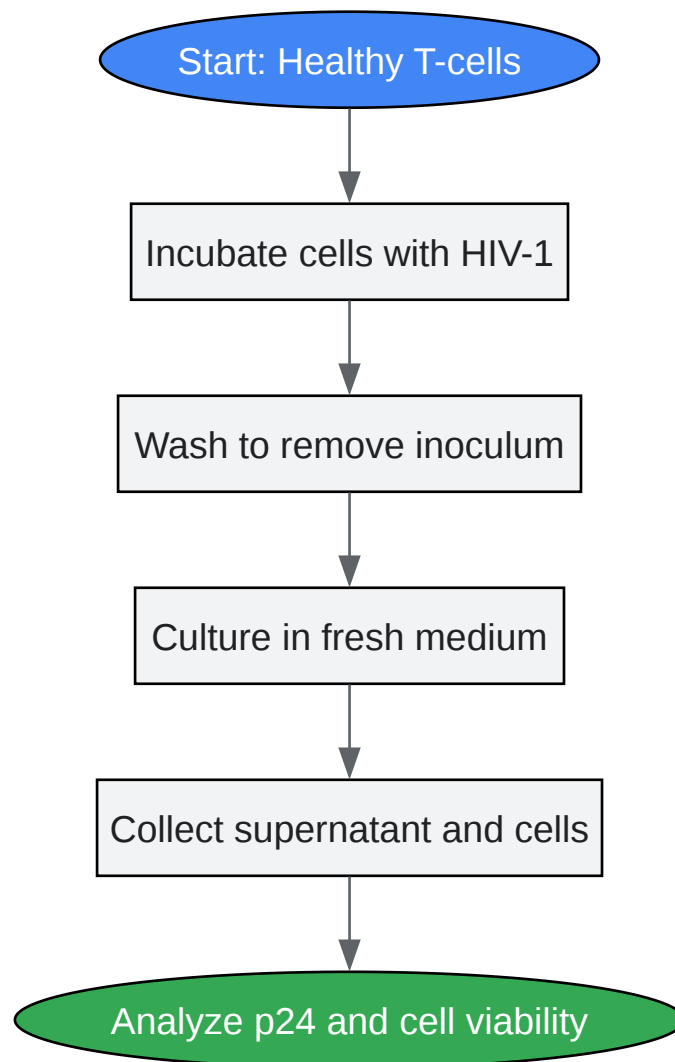 Start: Healthy T-cells
Incubate cells with HIV-1
Wash to remove inoculum
Culture in fresh medium
Collect supernatant and cells
Analyze p24 and cell viability